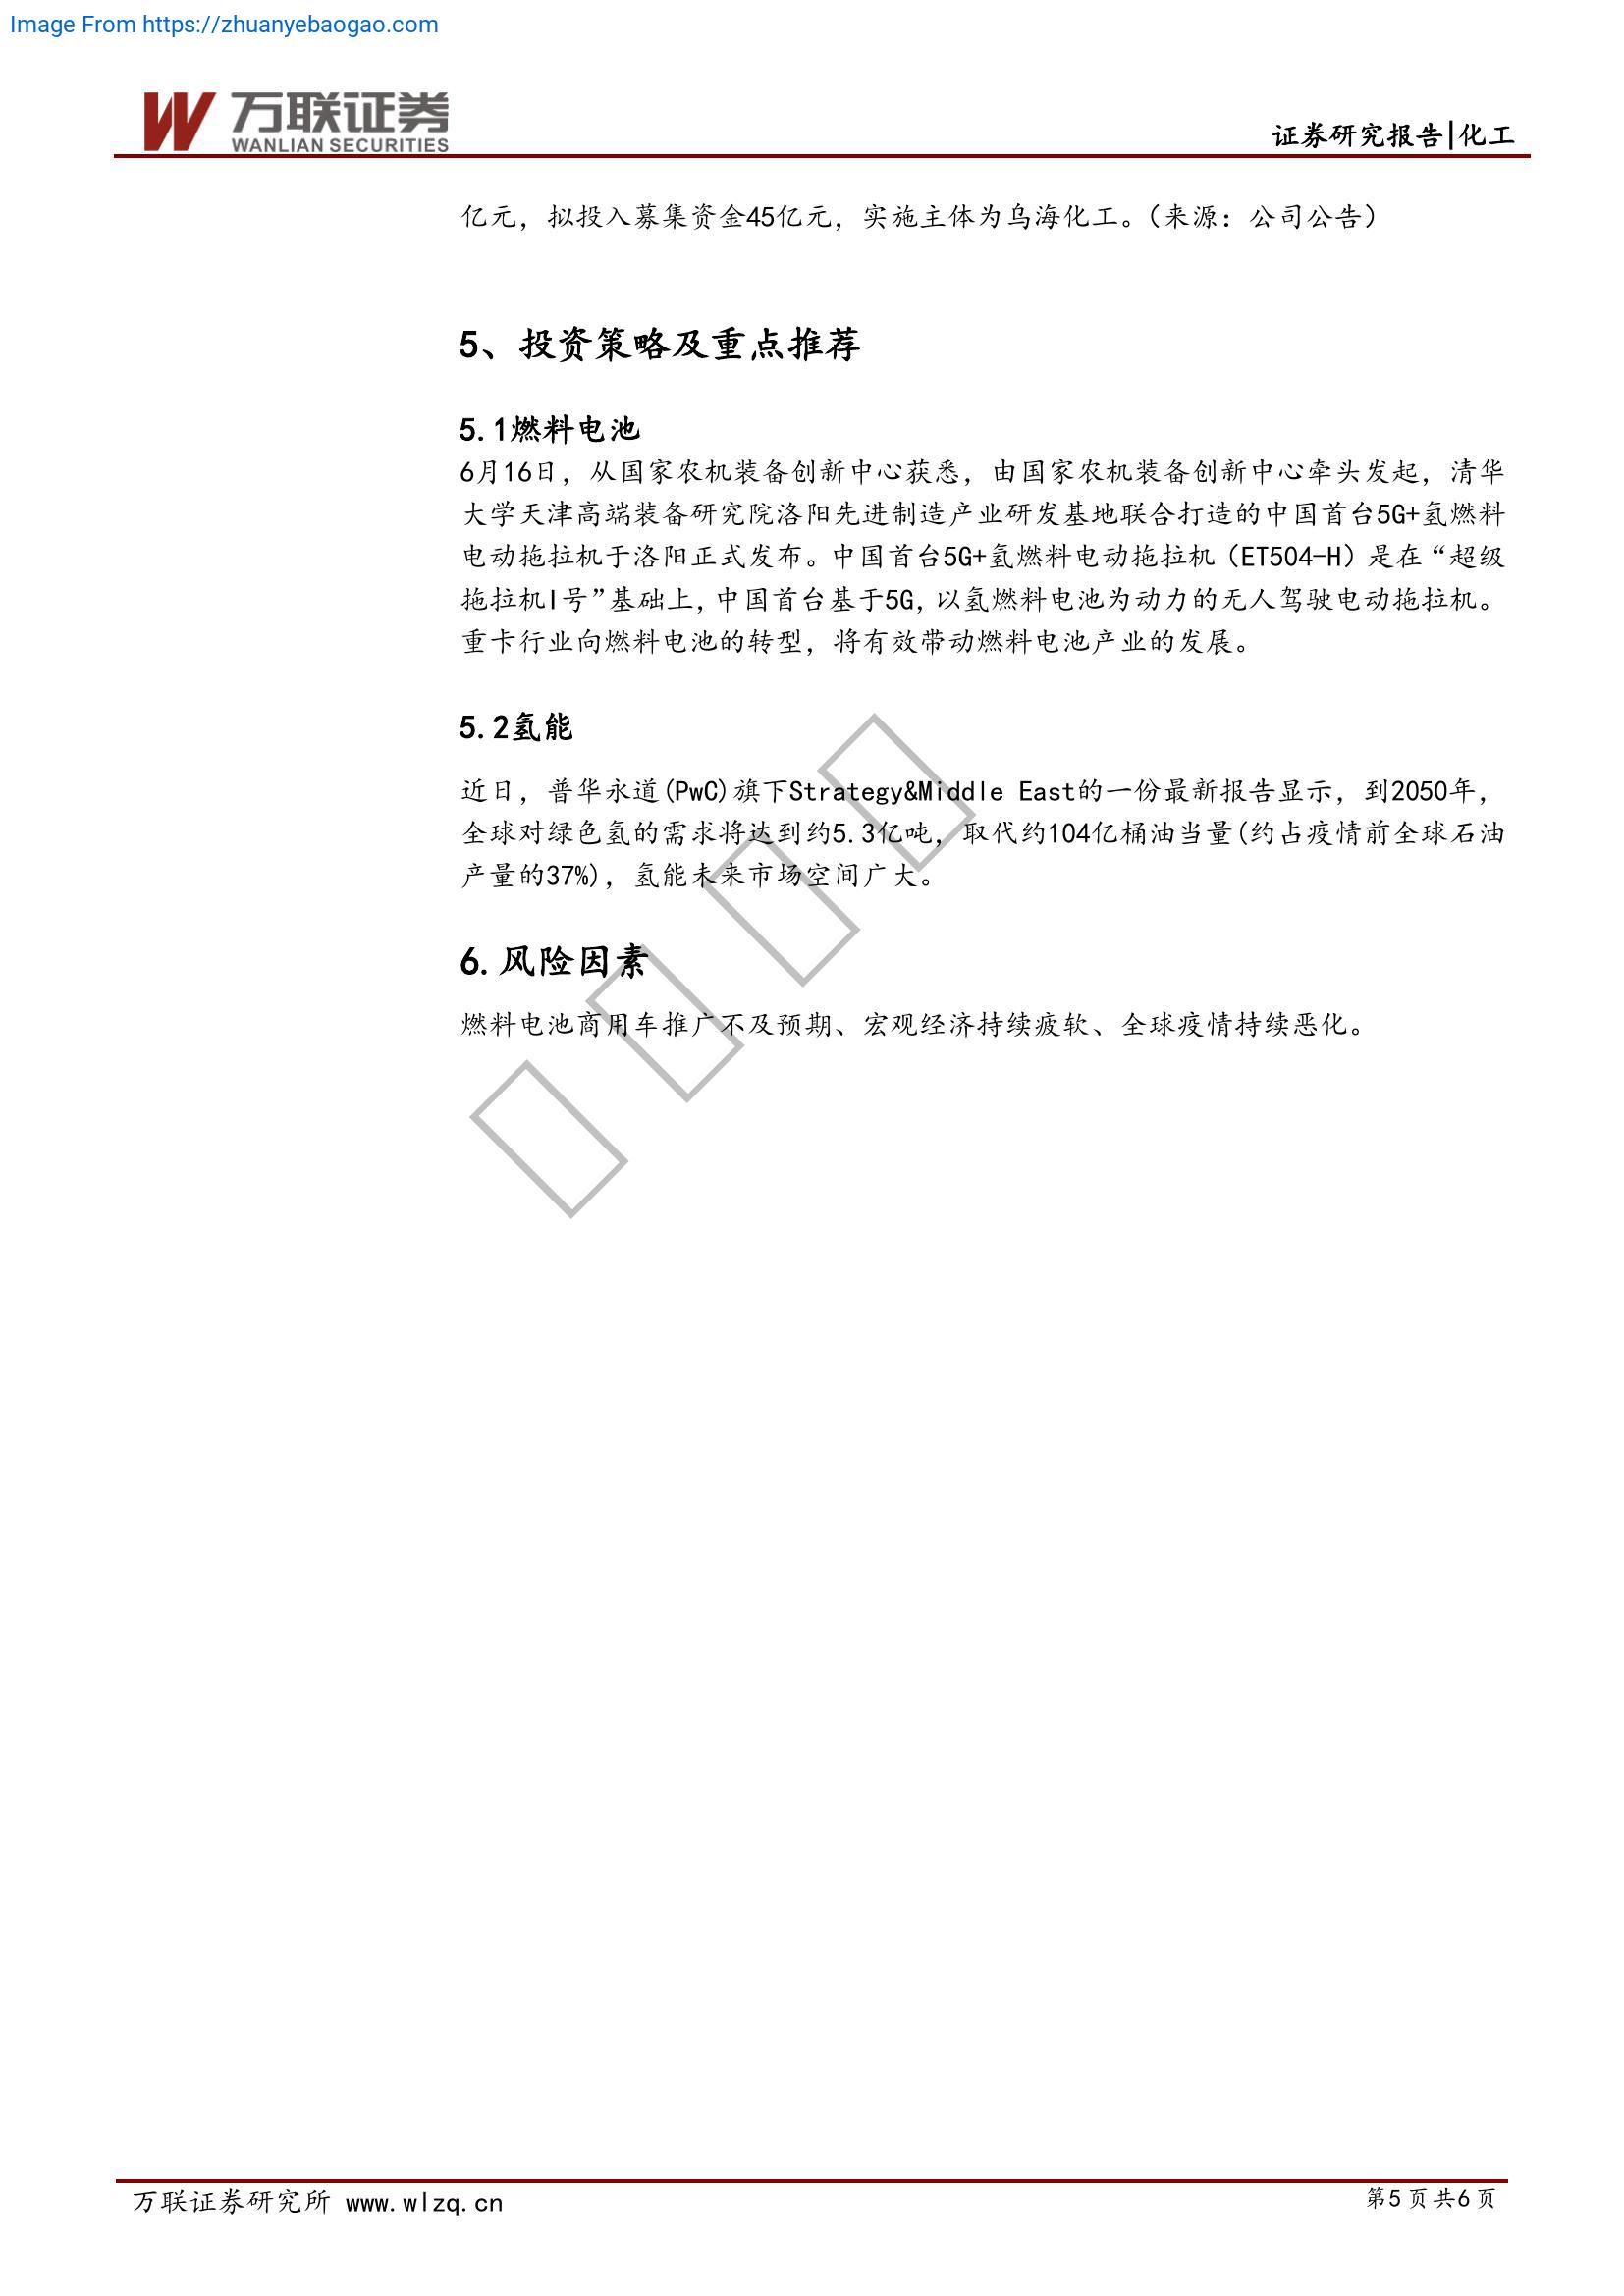 Image From https://zhuanyebaogao.com
万联证券
WANLIAN SECURITIES
证券研究报告|化工
亿元，拟投入募集资金45亿元，实施主体为乌海化工。（来源：公司公告）
5、投资策略及重点推荐
5.1燃料电池
6月16日，从国家农机装备创新中心获悉，由国家农机装备创新中心牵头发起，清华
大学天津高端装备研究院洛阳先进制造产业研发基地联合打造的中国首台5G+氢燃料
电动拖拉机于洛阳正式发布。中国首台5G+氢燃料电动拖拉机（ET504-H）是在“超级
拖拉机I号”基础上,中国首台基于5G,以氢燃料电池为动力的无人驾驶电动拖拉机。
重卡行业向燃料电池的转型，将有效带动燃料电池产业的发展。
5.2氢能
近日，普华永道(PwC)旗下Strategy&Middle East的一份最新报告显示，到2050年，
全球对绿色氢的需求将达到约5.3亿吨，取代约104亿桶油当量(约占疫情前全球石油
产量的37%)，氢能未来市场空间广大。
6.风险因素
燃料电池商用车推广不及预期、宏观经济持续疲软、全球疫情持续恶化。
万联证券研究所 www.wlzq.cn
第5页共6页